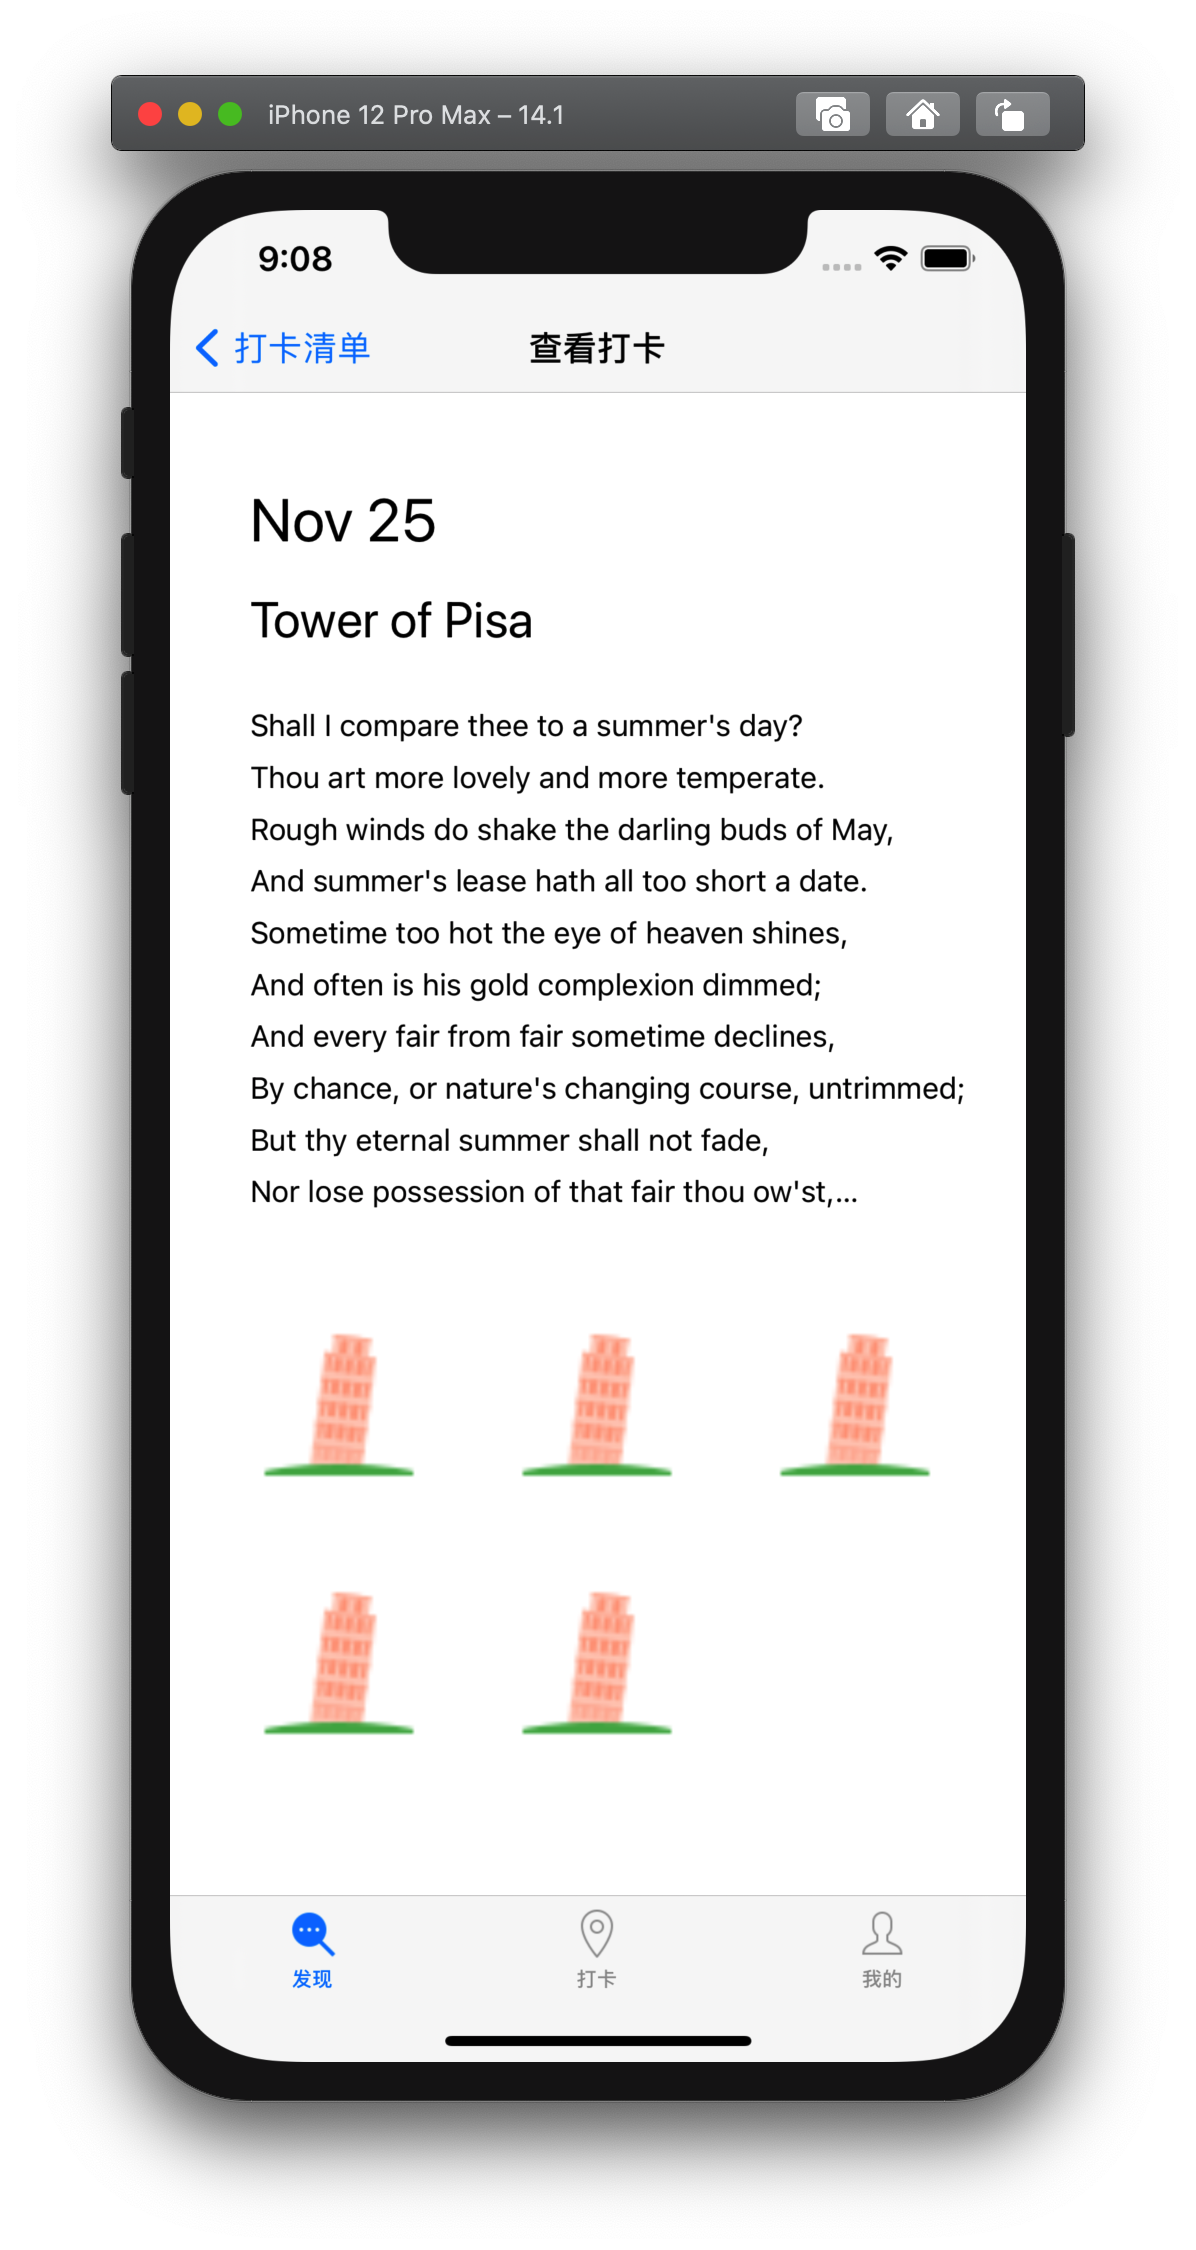 iPhone 12 Pro Max – 14.1
9:08
打卡清单
查看打卡
Nov 25
Tower of Pisa
Shall I compare thee to a summer's day?
Thou art more lovely and more temperate.
Rough winds do shake the darling buds of May,
And summer's lease hath all too short a date.
Sometime too hot the eye of heaven shines,
And often is his gold complexion dimmed;
And every fair from fair sometime declines,
By chance, or nature's changing course, untrimmed;
But thy eternal summer shall not fade,
Nor lose possession of that fair thou ow'st,...
发现
打卡
我的